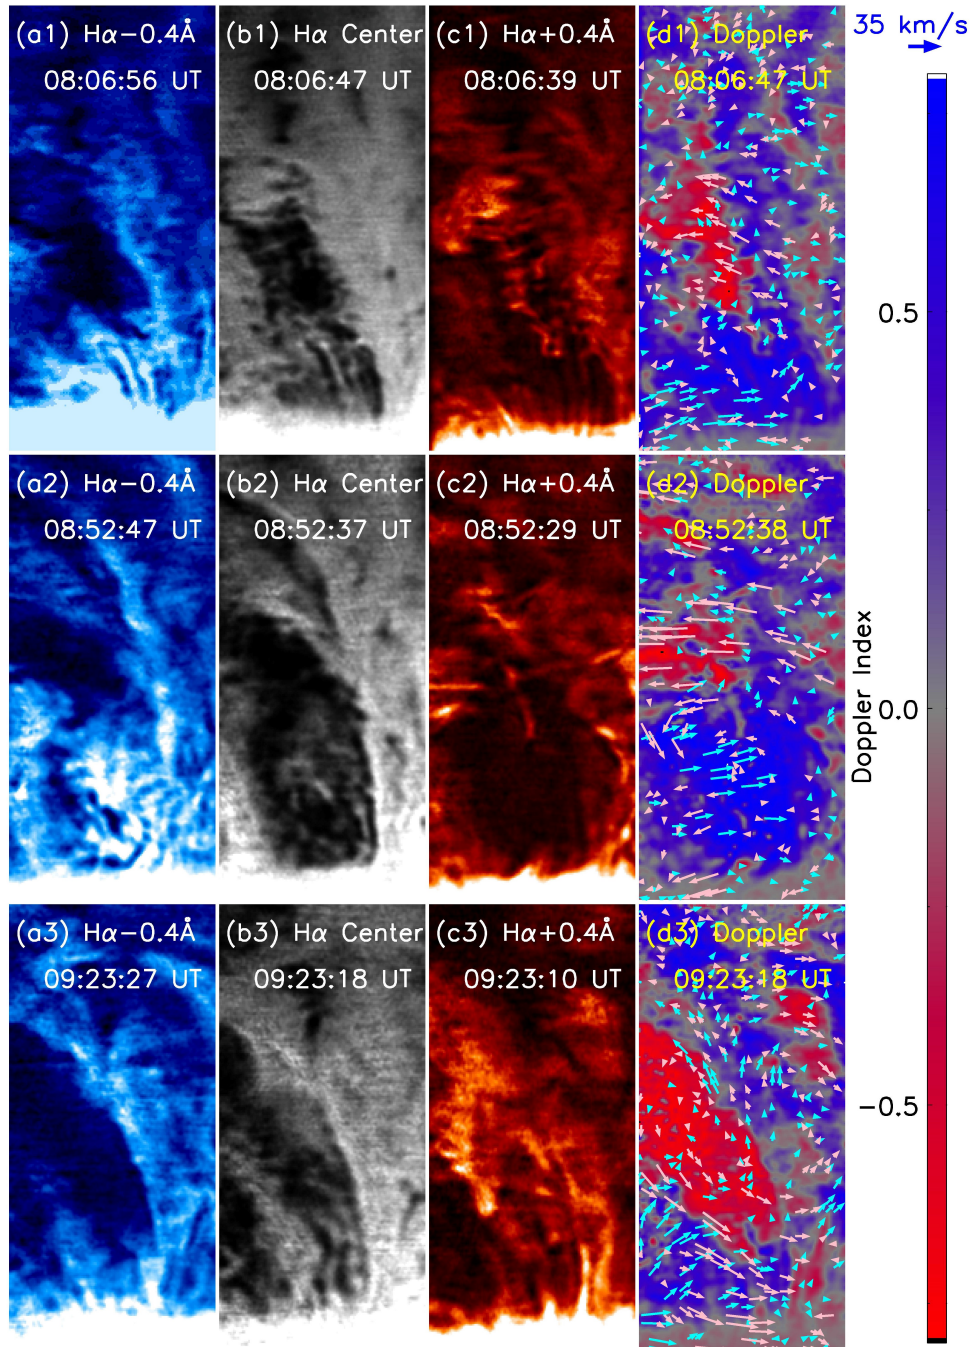 (a1) Hα−0.4Å
08:06:56 UT
(b1) Hα Center
08:06:47 UT
(c1) Hα+0.4Å
08:06:39 UT
(d1) Doppler
08:06:47 UT
35 km/s
(a2) Hα−0.4Å
08:52:47 UT
(b2) Hα Center
08:52:37 UT
(c2) Hα+0.4Å
08:52:29 UT
(d2) Doppler
08:52:38 UT
(a3) Hα−0.4Å
09:23:27 UT
(b3) Hα Center
09:23:18 UT
(c3) Hα+0.4Å
09:23:10 UT
(d3) Doppler
09:23:18 UT
0.5
0.0
−0.5
Doppler Index